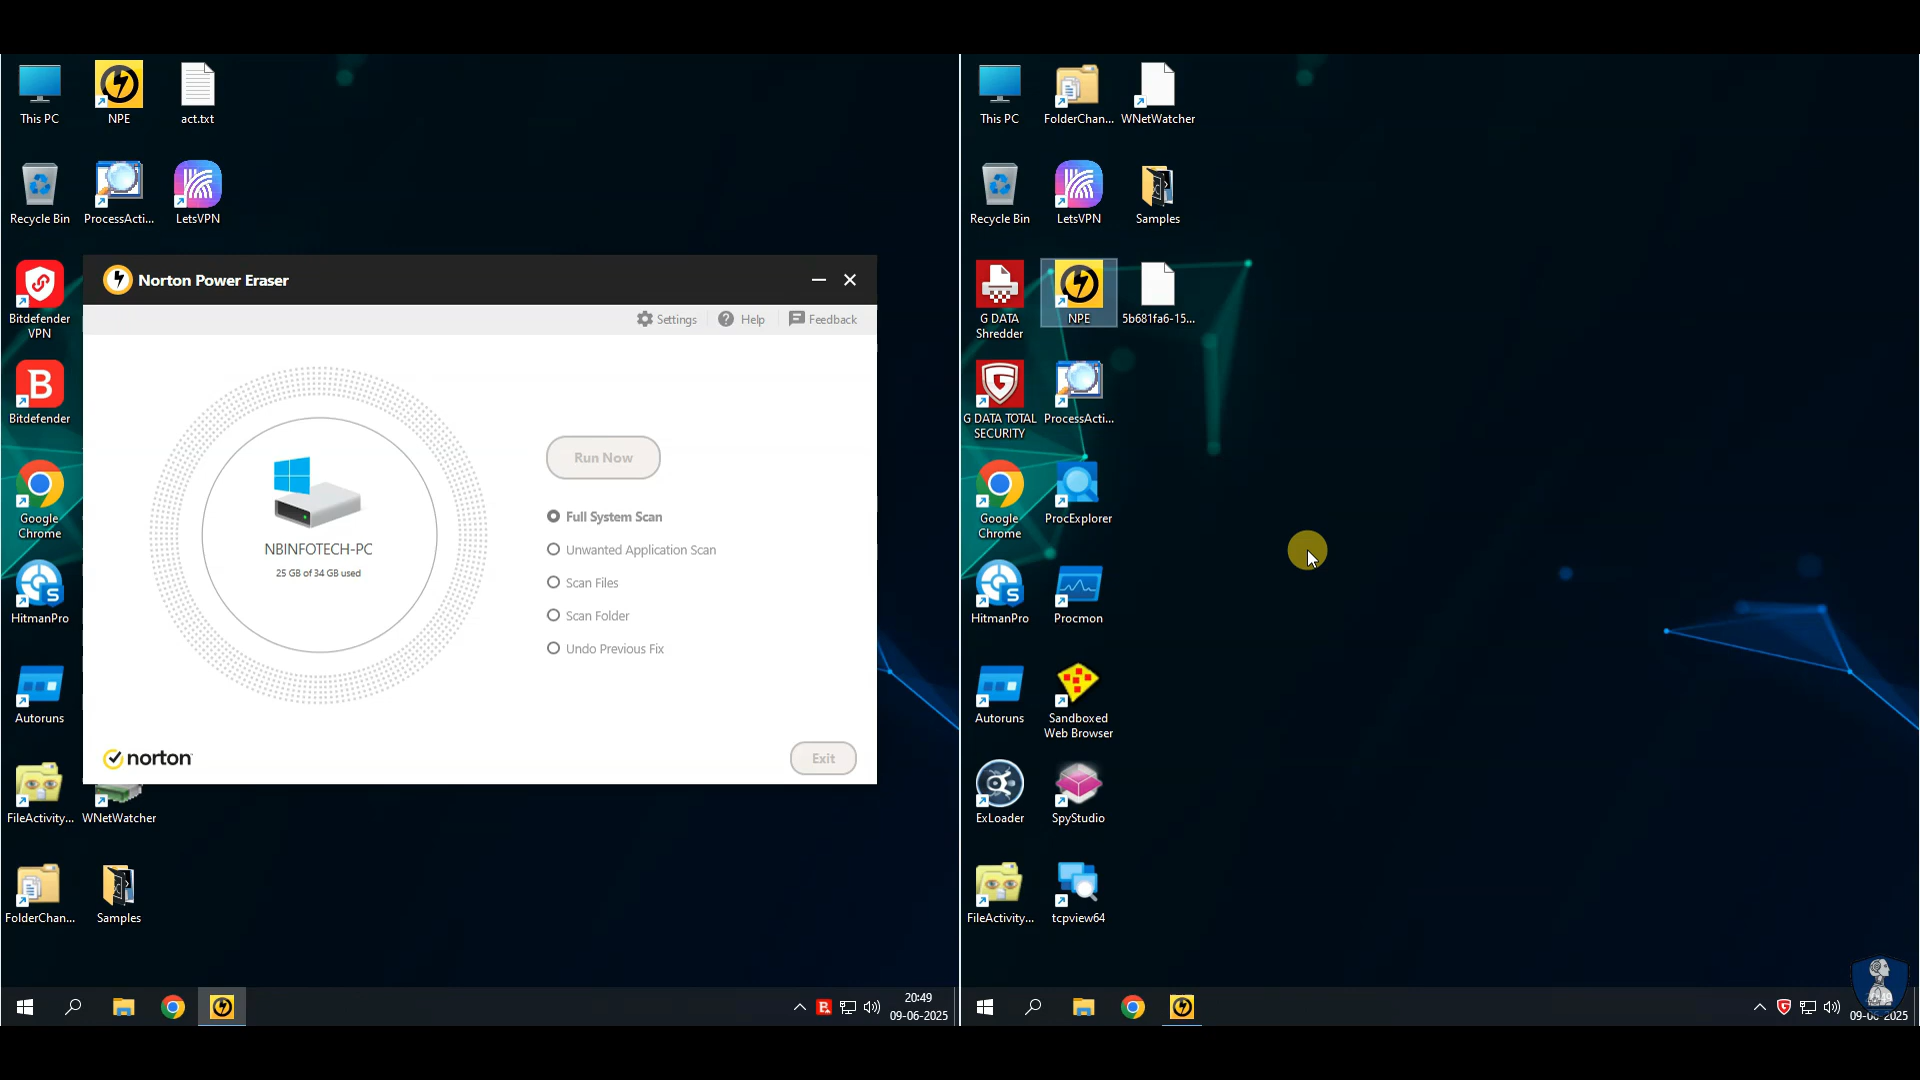 This PC
NPE
act.txt
Recycle Bin
ProcessActi...
LetsVPN
Bitdefender
VPN
Bitdefender
Google
Chrome
HitmanPro
Autoruns
FileActivity...
WNetWatcher
FolderChan...
Samples
Norton Power Eraser
Settings
Help
Feedback
NBINFOTECH-PC
25 GB of 34 GB used
Run Now
Full System Scan
Unwanted Application Scan
Scan Files
Scan Folder
Undo Previous Fix
norton
Exit
20:49
09-06-2025
This PC
FolderChan...
WNetWatcher
Recycle Bin
LetsVPN
Samples
G DATA
Shredder
NPE
5b681fa6-15...
G DATA TOTAL
SECURITY
ProcessActi...
Google
Chrome
ProcExplorer
HitmanPro
Procmon
Autoruns
Sandboxed
Web Browser
ExLoader
SpyStudio
FileActivity...
tcpview64
09-06-2025